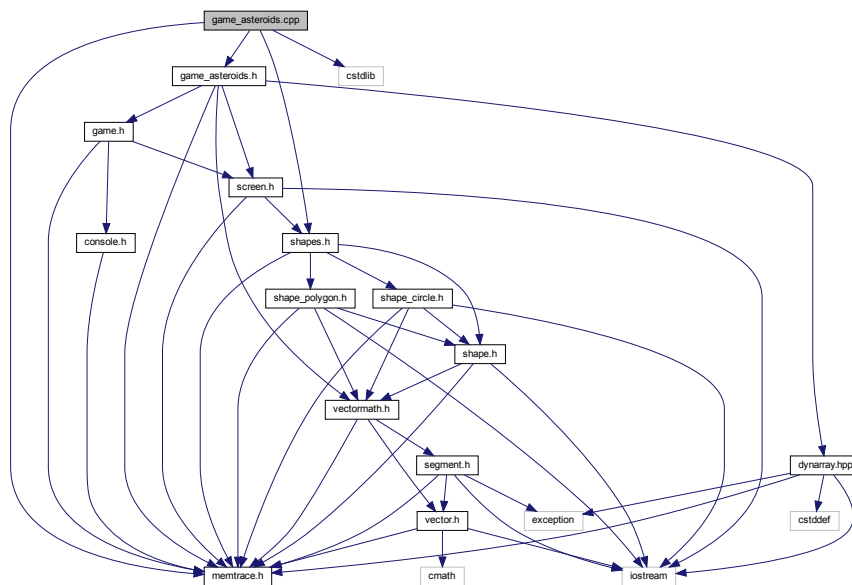 game_asteroids.cpp
game_asteroids.h
cstdlib
game.h
screen.h
console.h
shapes.h
shape_polygon.h
shape_circle.h
shape.h
vectormath.h
segment.h
dynarray.hpp
vector.h
exception
cstddef
memtrace.h
cmath
iostream